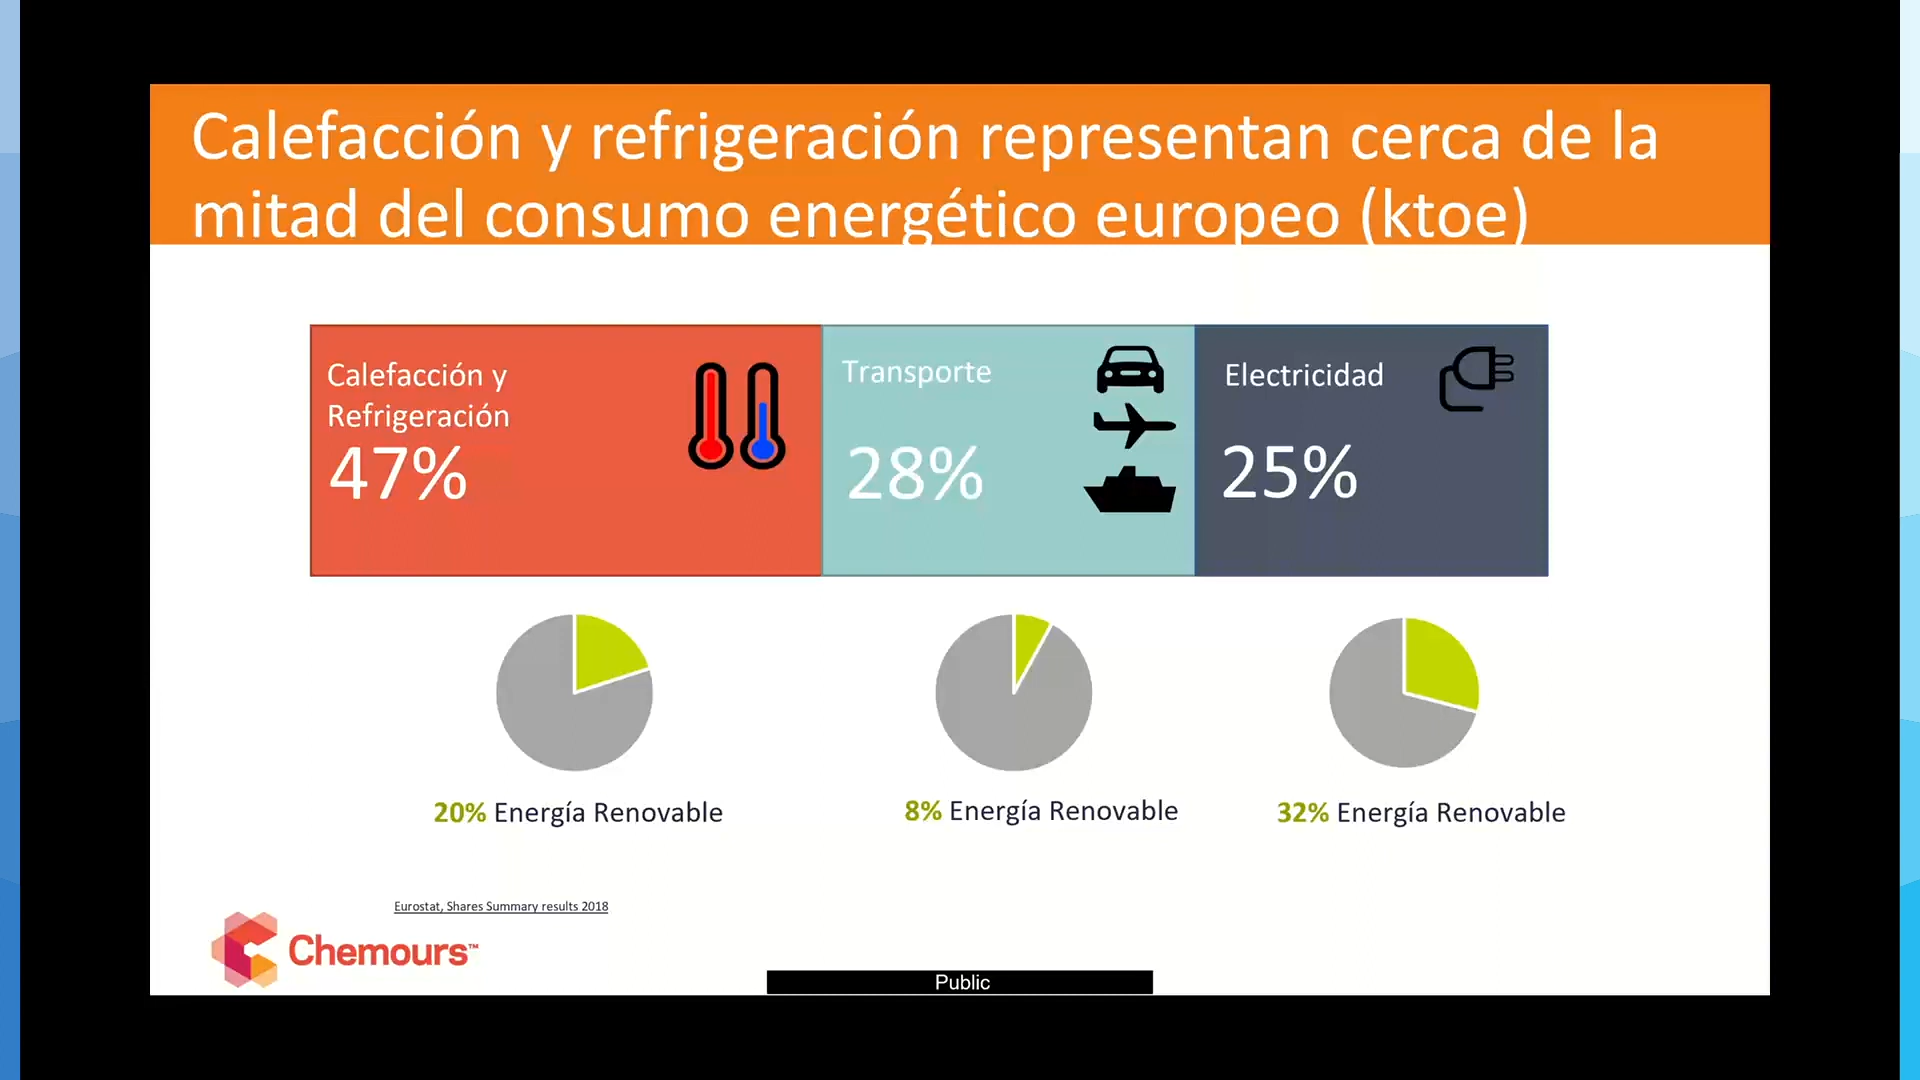 Calefacción y refrigeración representan cerca de la
mitad del consumo energético europeo (ktoe)
Calefacción y
Refrigeración
47%
Transporte
28%
Electricidad
25%
20% Energía Renovable
8% Energía Renovable
32% Energía Renovable
Eurostat, Shares Summary results 2018
Chemours™
Public